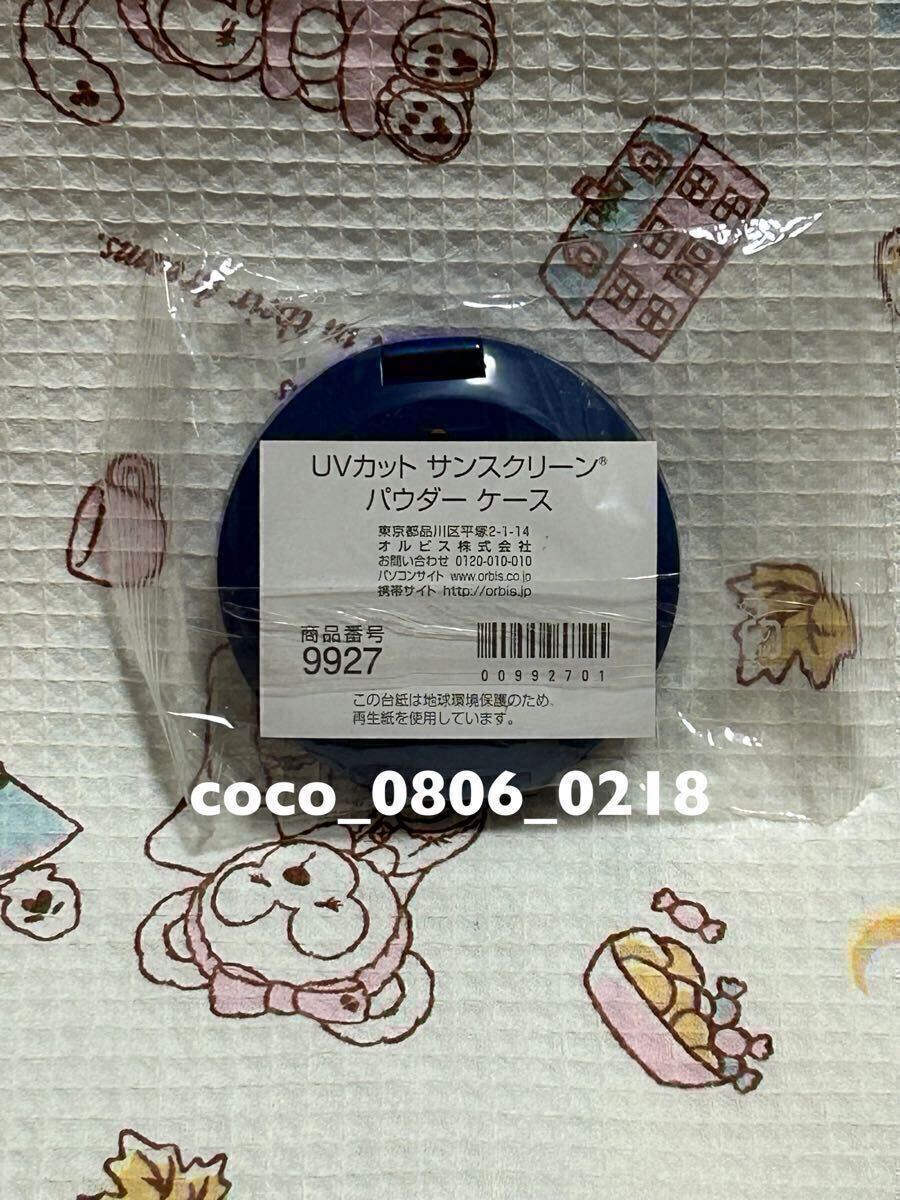 UVカット サンスクリーン®
パウダー ケース
東京都品川区平塚2-1-14
オルビス株式会社
お問い合わせ 0120-010-010
パソコンサイト www.orbis.co.jp
携帯サイト http://orbis.jp
商品番号
9927
00992701
この台紙は地球環境保護のため、
再生紙を使用しています。
coco_0806_0218